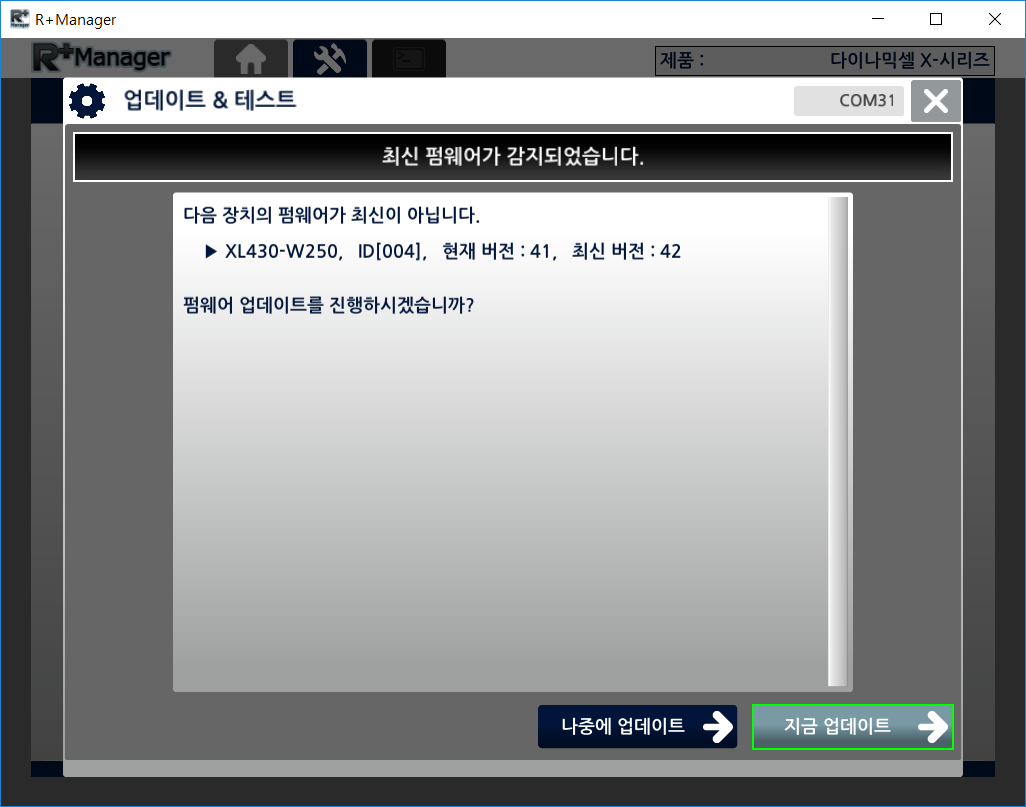 R+Manager
R+Manager
제품 : 다이나믹셀 X-시리즈
업데이트 & 테스트
COM31
최신 펌웨어가 감지되었습니다.
다음 장치의 펌웨어가 최신이 아닙니다.
▶ XL430-W250, ID[004], 현재 버전 : 41, 최신 버전 : 42
펌웨어 업데이트를 진행하시겠습니까?
나중에 업데이트
지금 업데이트